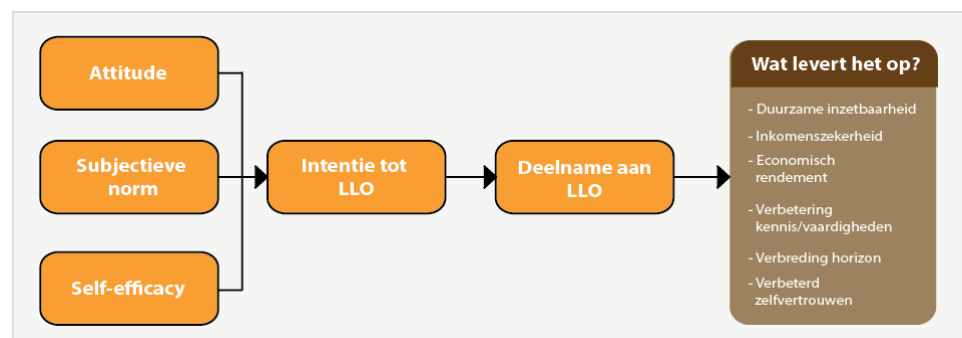 Attitude
Subjectieve
norm
Self-efficacy
Intentie tot
LLO
Deelname aan
LLO
Wat levert het op?
- Duurzame inzetbaarheid
- Inkomenszekerheid
- Economisch
rendement
- Verbetering
kennis/vaardigheden
- Verbreding horizon
- Verbeterd
zelfvertrouwen